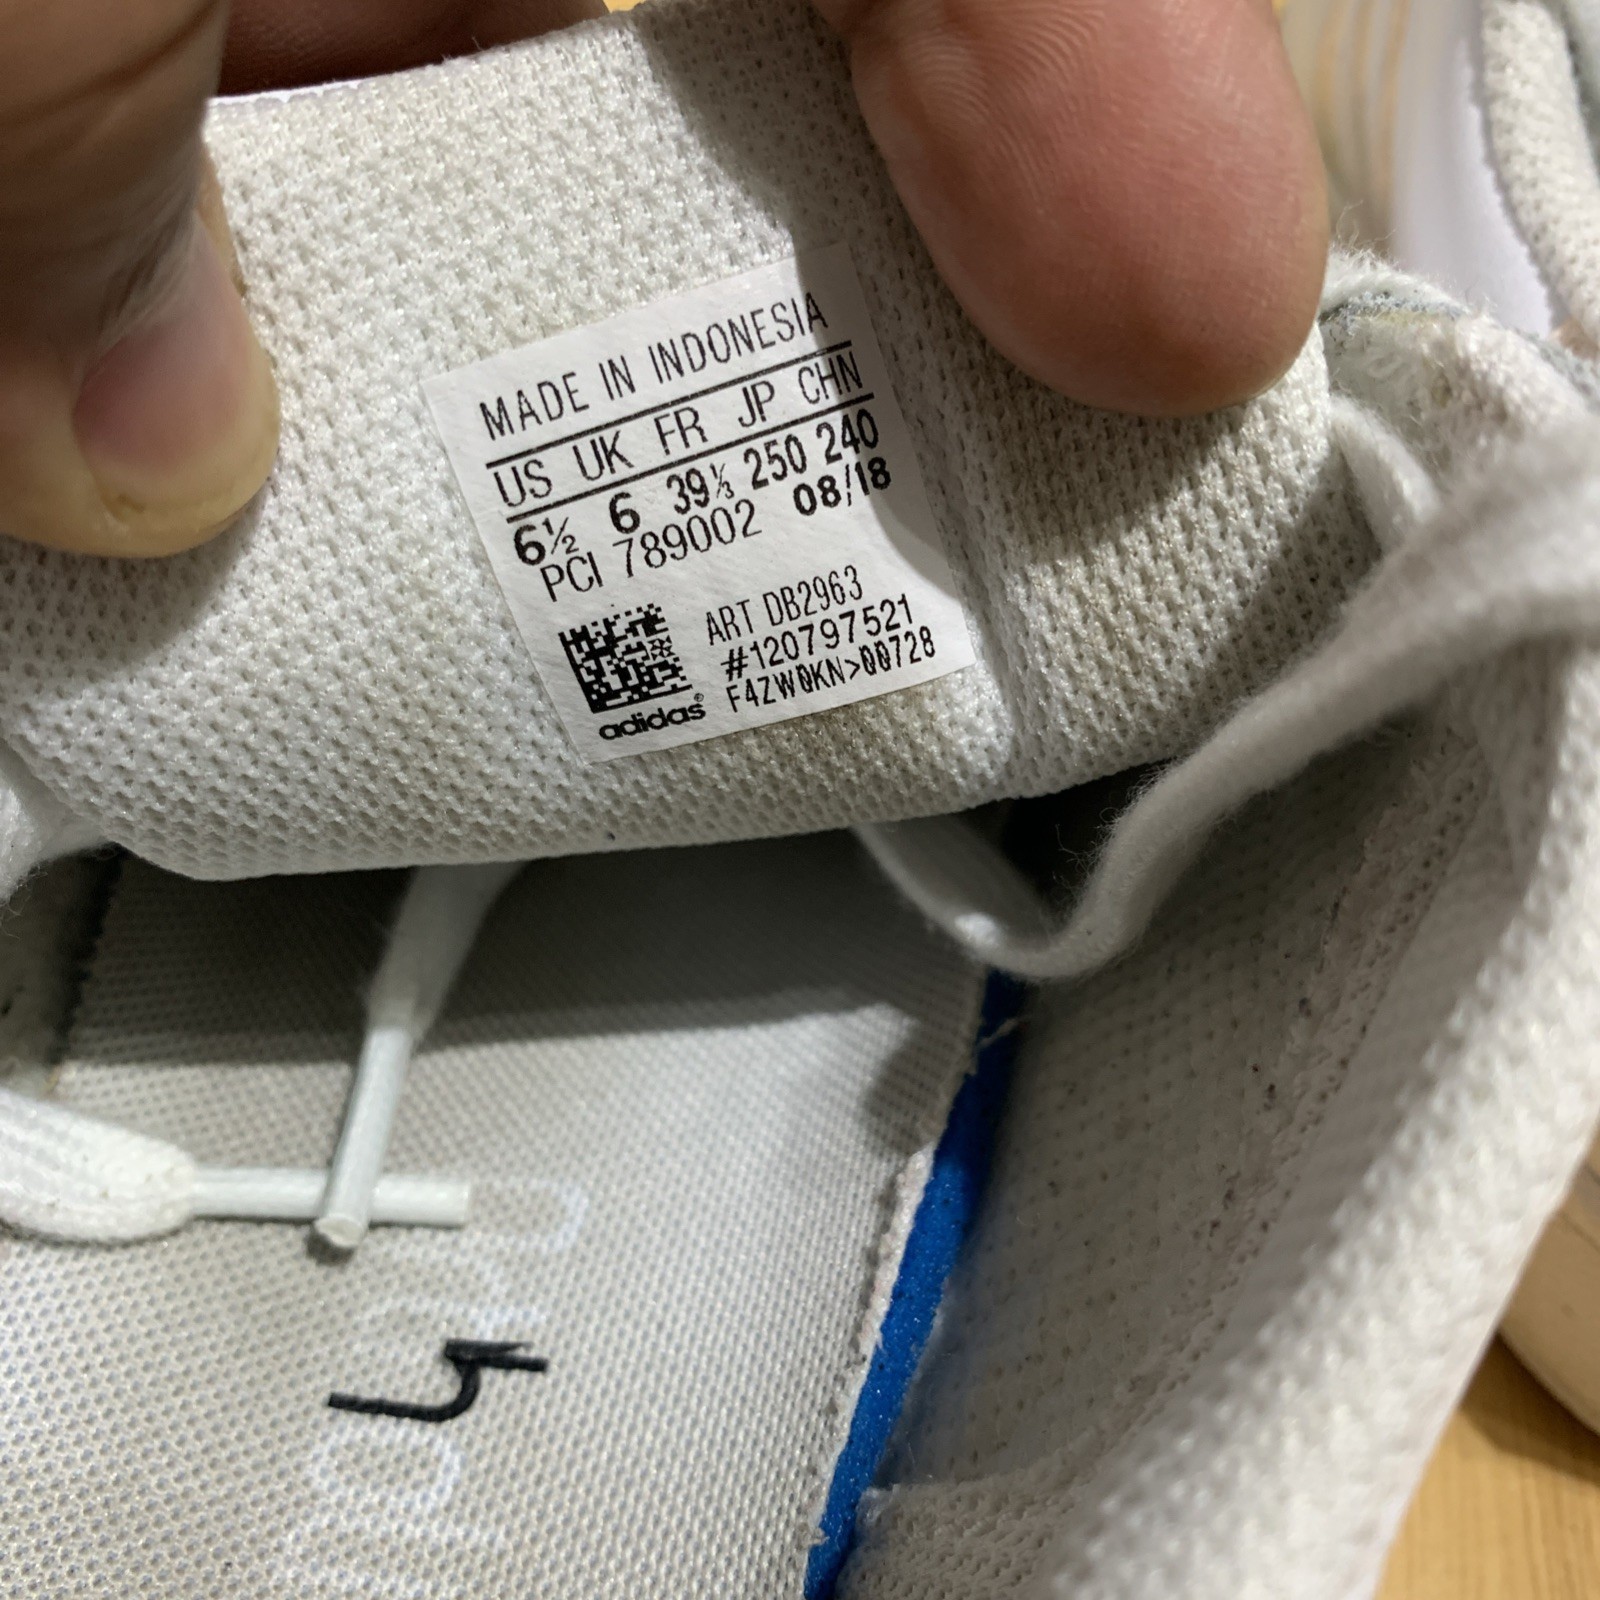 MADE IN INDONESIA
US UK FR JP CHN
6½ 6 39⅓ 250 240
PCI 789002 08/18
ART DB2963
#120797521
F4ZW0KN>00728
adidas®